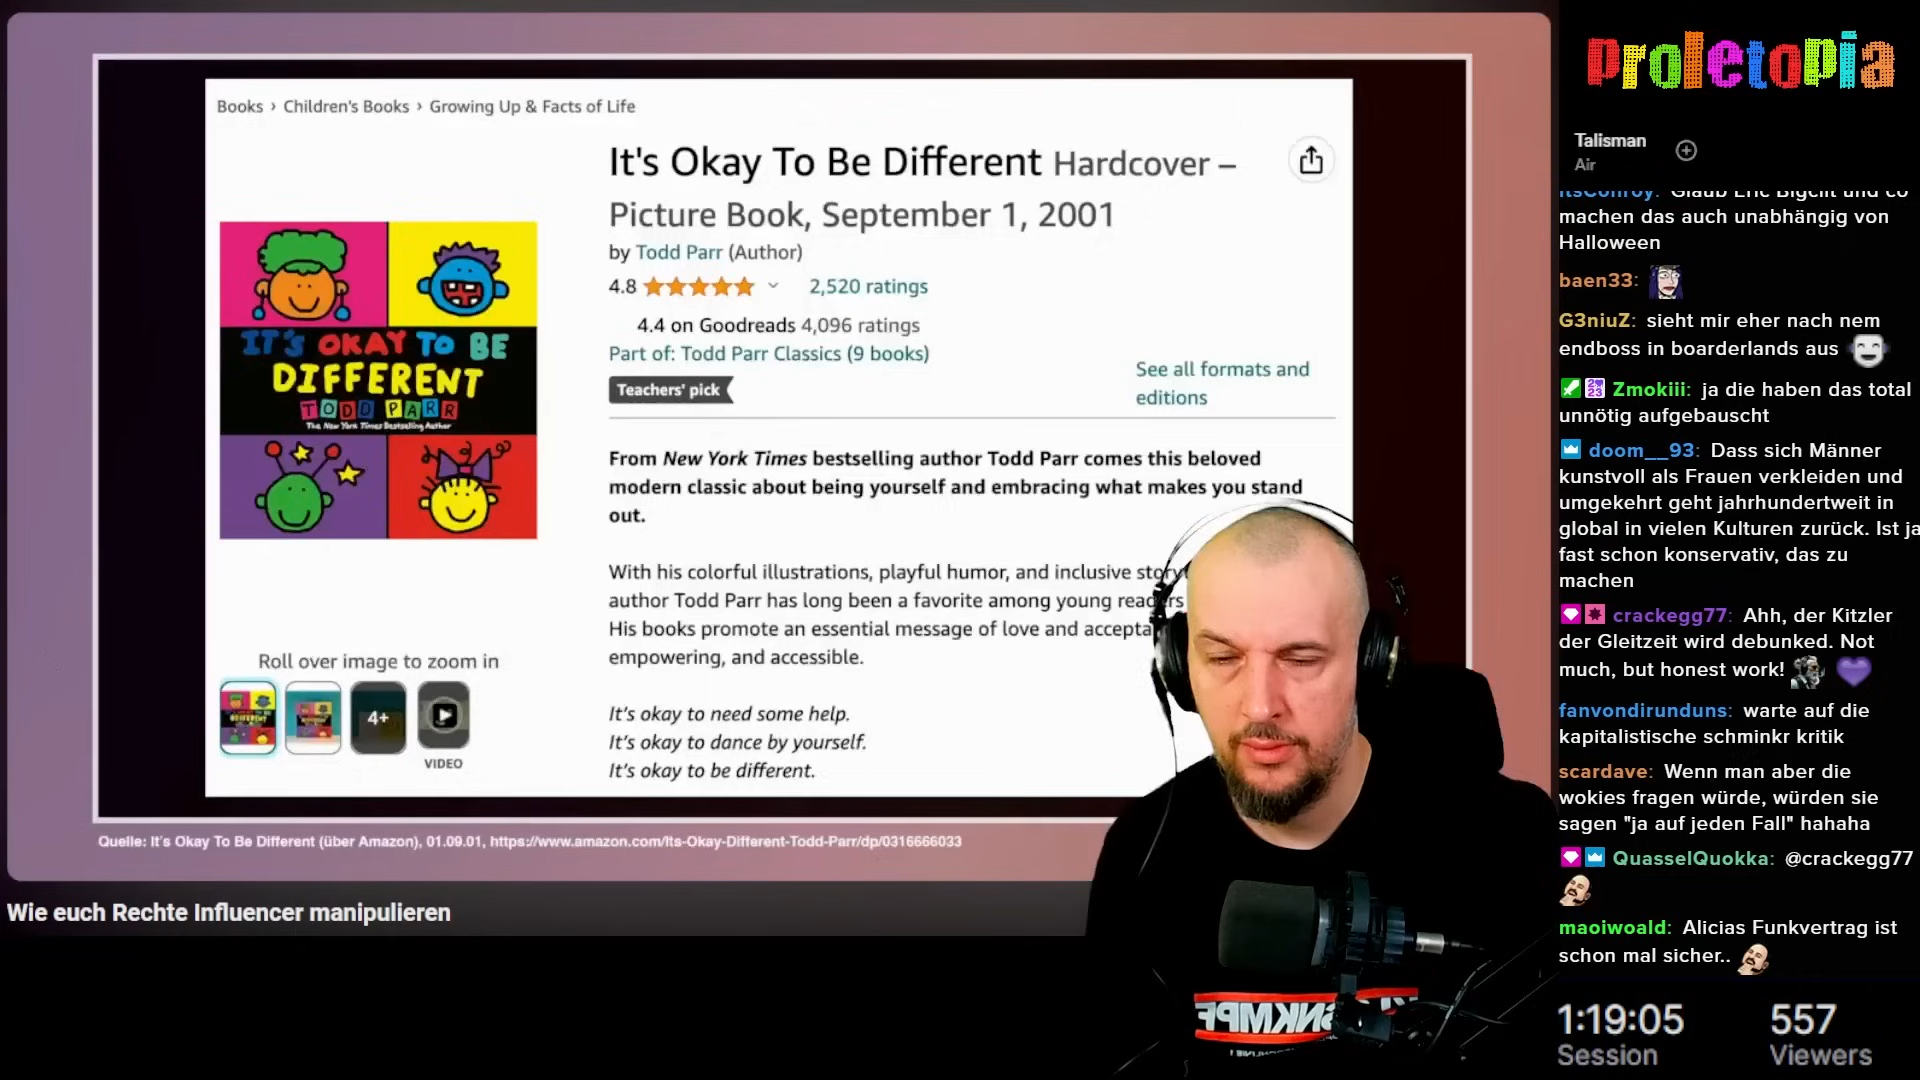 Books › Children's Books › Growing Up & Facts of Life
It's Okay To Be Different Hardcover –
Picture Book, September 1, 2001
by Todd Parr (Author)
4.8
2,520 ratings
4.4 on Goodreads 4,096 ratings
Part of: Todd Parr Classics (9 books)
Teachers' pick
See all formats and
editions
IT'S OKAY TO BE
DIFFERENT
TODD PARR
The New York Times Bestselling Author
From New York Times bestselling author Todd Parr comes this beloved
modern classic about being yourself and embracing what makes you stand
out.
With his colorful illustrations, playful humor, and inclusive
author Todd Parr has long been a favorite among young
His books promote an essential message of love and
empowering, and accessible.
It's okay to need some help.
It's okay to dance by yourself.
It's okay to be different.
Roll over image to zoom in
4+
VIDEO
Quelle: It's Okay To Be Different (über Amazon), 01.09.01, https://www.amazon.com/Its-Okay-Different-Todd-Parr/dp/0316666033
Wie euch Rechte Influencer manipulieren
Proletopia
Talisman
Air
ItsConroy: Glaub Eric Bigclit und co
machen das auch unabhängig von
Halloween
baen33:
G3niuZ: sieht mir eher nach nem
endboss in boarderlands aus
Zmokiii: ja die haben das total
unnötig aufgebauscht
doom__93: Dass sich Männer
kunstvoll als Frauen verkleiden und
umgekehrt geht jahrhundertweit in
global in vielen Kulturen zurück. Ist ja
fast schon konservativ, das zu
machen
crackegg77: Ahh, der Kitzler
der Gleitzeit wird debunked. Not
much, but honest work!
fanvondirunduns: warte auf die
kapitalistische schminkr kritik
scardave: Wenn man aber die
wokies fragen würde, würden sie
sagen "ja auf jeden Fall" hahaha
QuasselQuokka: @crackegg77
maoiwoald: Alicias Funkvertrag ist
schon mal sicher..
1:19:05
Session
557
Viewers